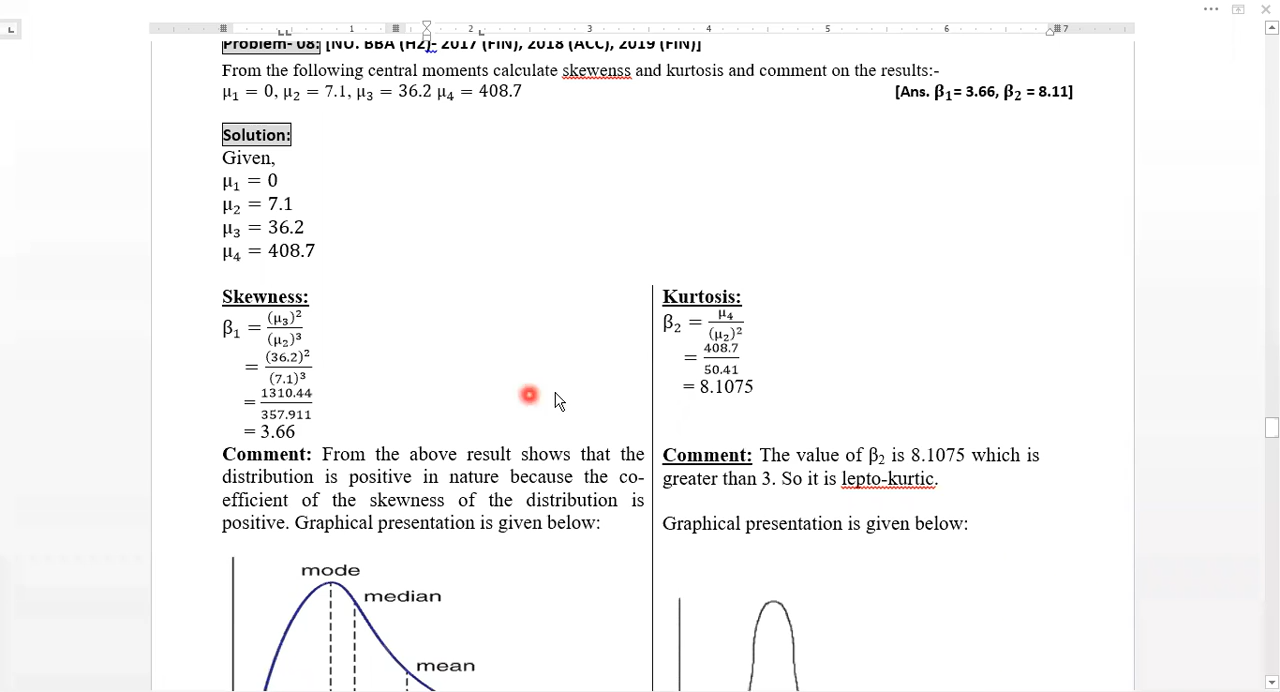 Problem- 08: [NU. BBA (H2)- 2017 (FIN), 2018 (ACC), 2019 (FIN)]
From the following central moments calculate skewenss and kurtosis and comment on the results:-
μ₁ = 0, μ₂ = 7.1, μ₃ = 36.2 μ₄ = 408.7 [Ans. β₁= 3.66, β₂ = 8.11]
Solution:
Given,
μ₁ = 0
μ₂ = 7.1
μ₃ = 36.2
μ₄ = 408.7
Skewness:
β₁ = (μ₃)² / (μ₂)³
= (36.2)² / (7.1)³
= 1310.44 / 357.911
= 3.66
Comment: From the above result shows that the
distribution is positive in nature because the co-
efficient of the skewness of the distribution is
positive. Graphical presentation is given below:
mode
median
mean
Kurtosis:
β₂ = μ₄ / (μ₂)²
= 408.7 / 50.41
= 8.1075
Comment: The value of β₂ is 8.1075 which is
greater than 3. So it is lepto-kurtic.
Graphical presentation is given below:
1 2 3 4 5 6 7